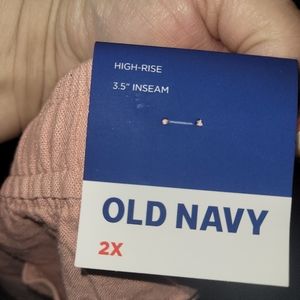 HIGH-RISE
3.5" INSEAM
OLD NAVY
2X